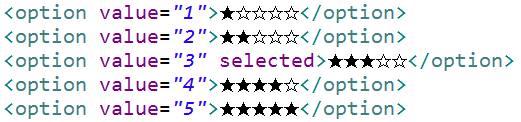 <option value="1">★☆☆☆☆</option>
<option value="2">★★☆☆☆</option>
<option value="3" selected>★★★☆☆</option>
<option value="4">★★★★☆</option>
<option value="5">★★★★★</option>